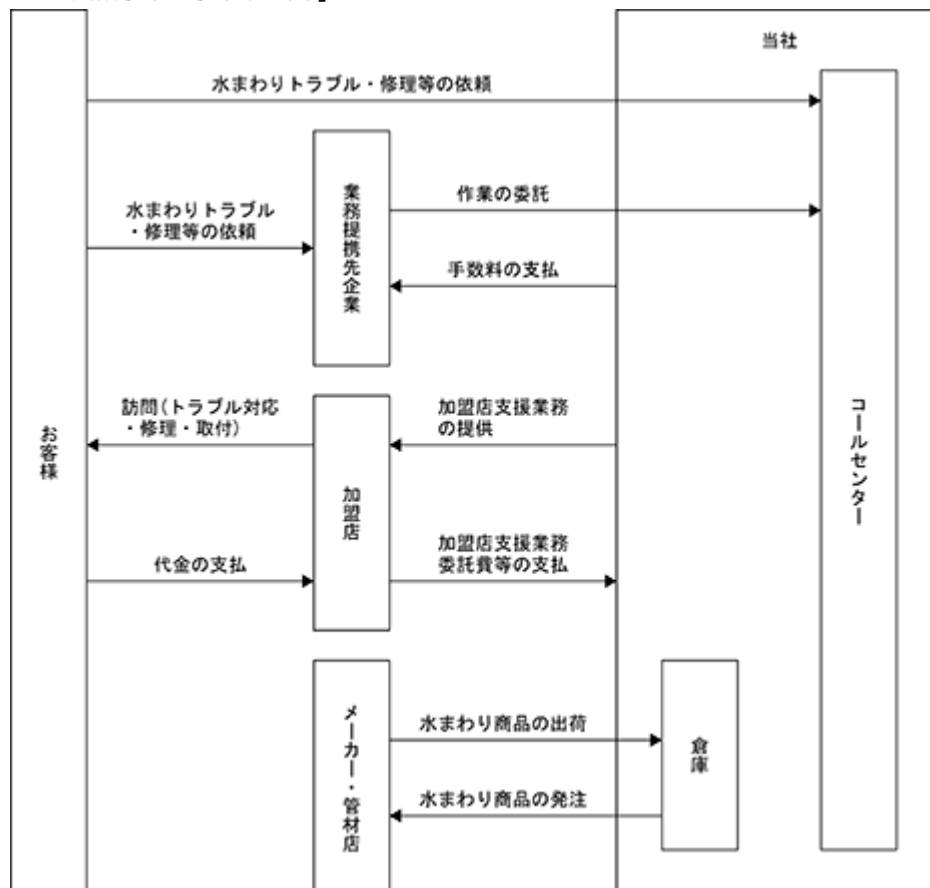 当社
水まわりトラブル・修理等の依頼
業務提携先企業
作業の委託
水まわりトラブル
・修理等の依頼
手数料の支払
訪問(トラブル対応
・修理・取付)
加盟店支援業務
の提供
コールセンター
お客様
加盟店
代金の支払
加盟店支援業務
委託費等の支払
メーカー・管材店
水まわり商品の出荷
倉庫
水まわり商品の発注